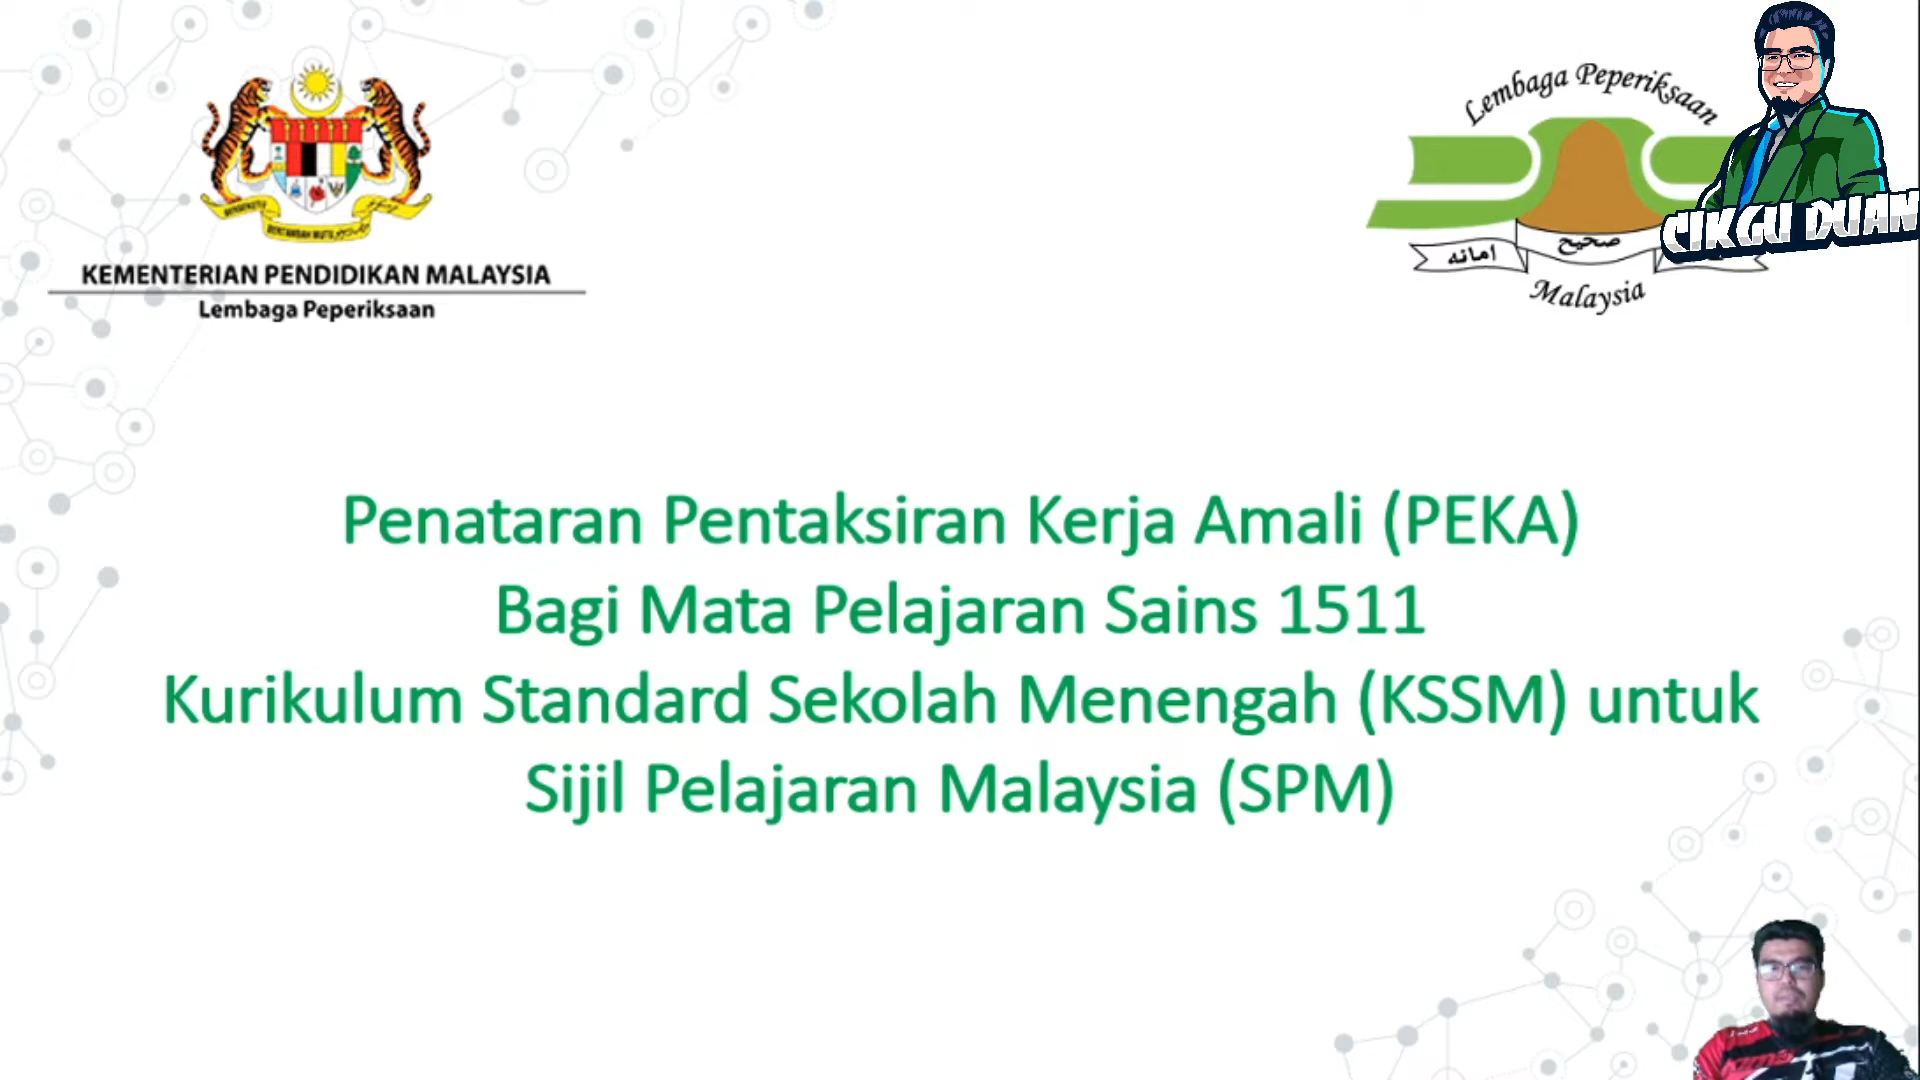 KEMENTERIAN PENDIDIKAN MALAYSIA
Lembaga Peperiksaan
Lembaga Peperiksaan
امانه
صحيح
Malaysia
CIKGU DUAN
Penataran Pentaksiran Kerja Amali (PEKA)
Bagi Mata Pelajaran Sains 1511
Kurikulum Standard Sekolah Menengah (KSSM) untuk
Sijil Pelajaran Malaysia (SPM)